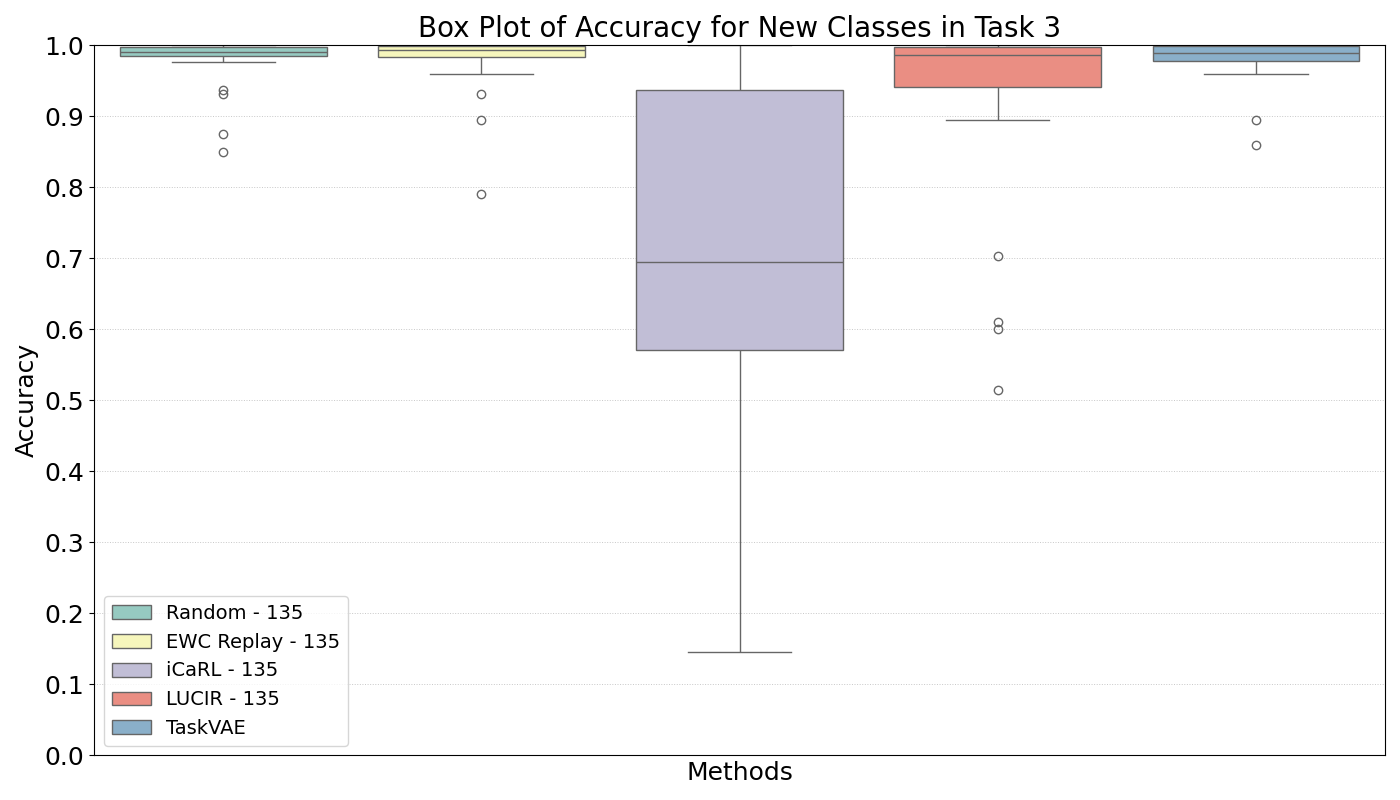 Box Plot of Accuracy for New Classes in Task 3
1.0
0.9
0.8
0.7
0.6
0.5
0.4
0.3
0.2
0.1
0.0
Accuracy
Random - 135
EWC Replay - 135
iCaRL - 135
LUCIR - 135
TaskVAE
Methods